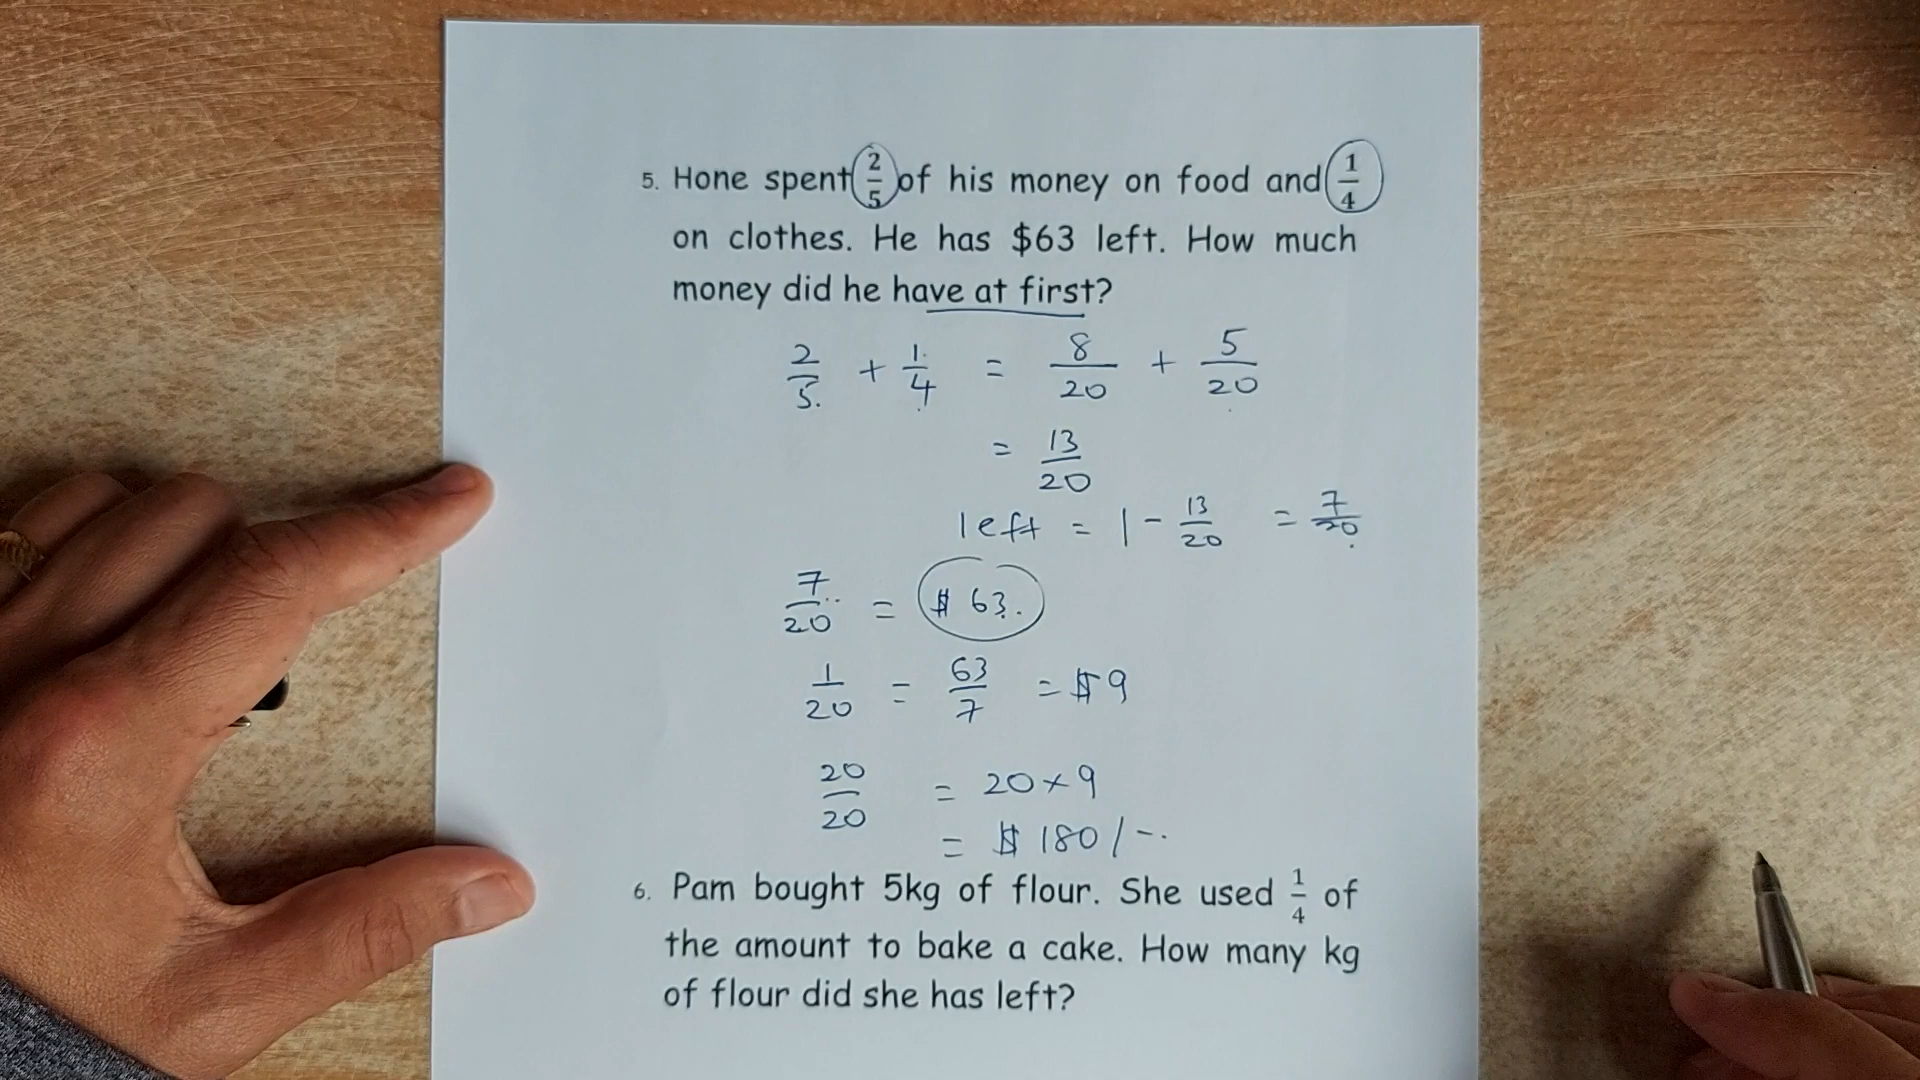 5. Hone spent 2/5 of his money on food and 1/4
on clothes. He has $63 left. How much
money did he have at first?
2/5 + 1/4 = 8/20 + 5/20
= 13/20
left = 1 - 13/20 = 7/20
7/20 = $ 63.
1/20 = 63/7 = $9
20/20 = 20 × 9
= $ 180/-
6. Pam bought 5kg of flour. She used 1/4 of
the amount to bake a cake. How many kg
of flour did she has left?